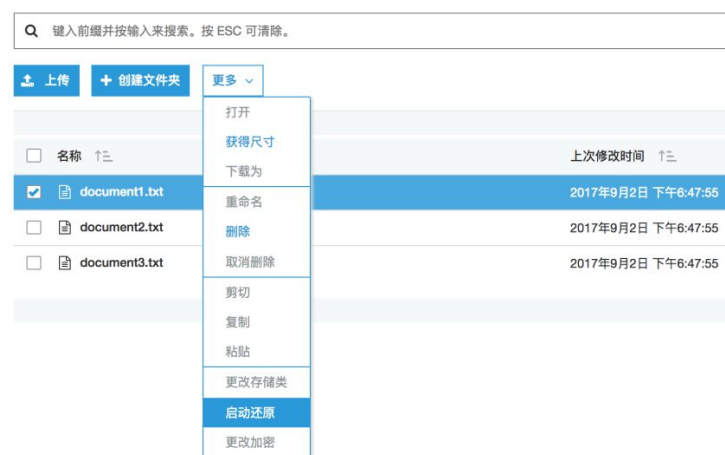 键入前缀并按输入来搜索。按 ESC 可清除。
上传 创建文件夹 更多
打开
获得尺寸
下载为
重命名
删除
取消删除
剪切
复制
粘贴
更改存储类
启动还原
更改加密
名称 上次修改时间
document1.txt 2017年9月2日 下午6:47:55
document2.txt 2017年9月2日 下午6:47:55
document3.txt 2017年9月2日 下午6:47:55